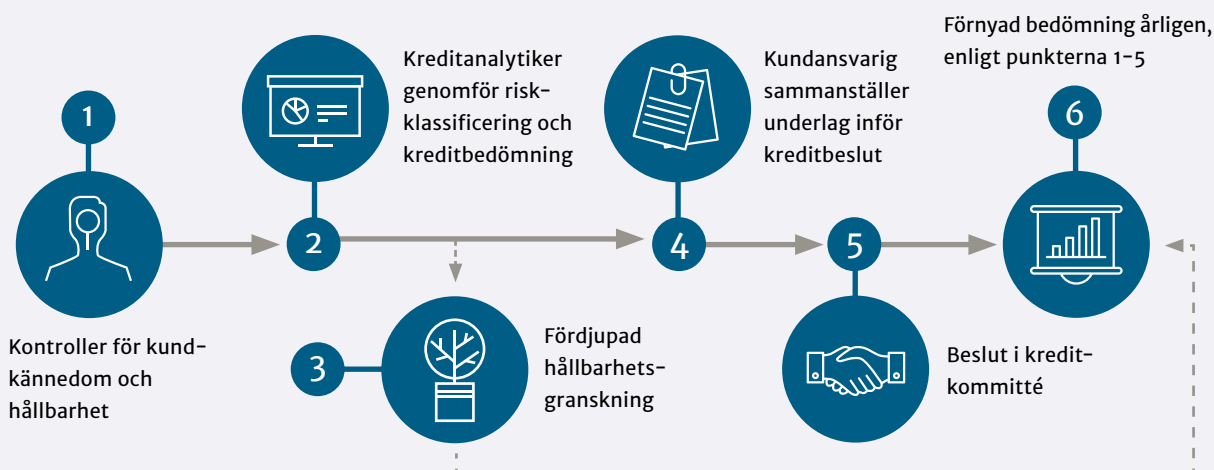 1
Kontroller för kund-
kännedom och
hållbarhet
Kreditanalytiker
genomför risk-
klassificering och
kreditbedömning
2
3
Fördjupad
hållbarhets-
granskning
Kundansvarig
sammanställer
underlag inför
kreditbeslut
4
5
Beslut i kredit-
kommitté
Förnyad bedömning årligen,
enligt punkterna 1–5
6